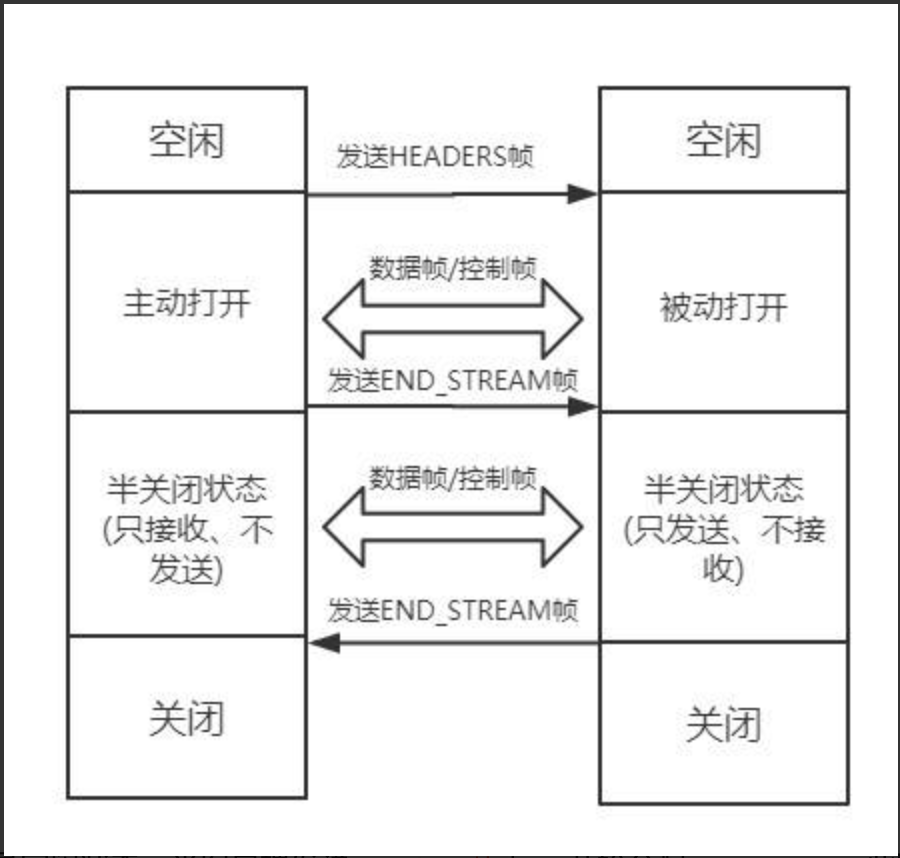 空闲
空闲
发送HEADERS帧
数据帧/控制帧
主动打开
被动打开
发送END_STREAM帧
数据帧/控制帧
半关闭状态
(只接收、不
发送)
半关闭状态
(只发送、不接
收)
发送END_STREAM帧
关闭
关闭